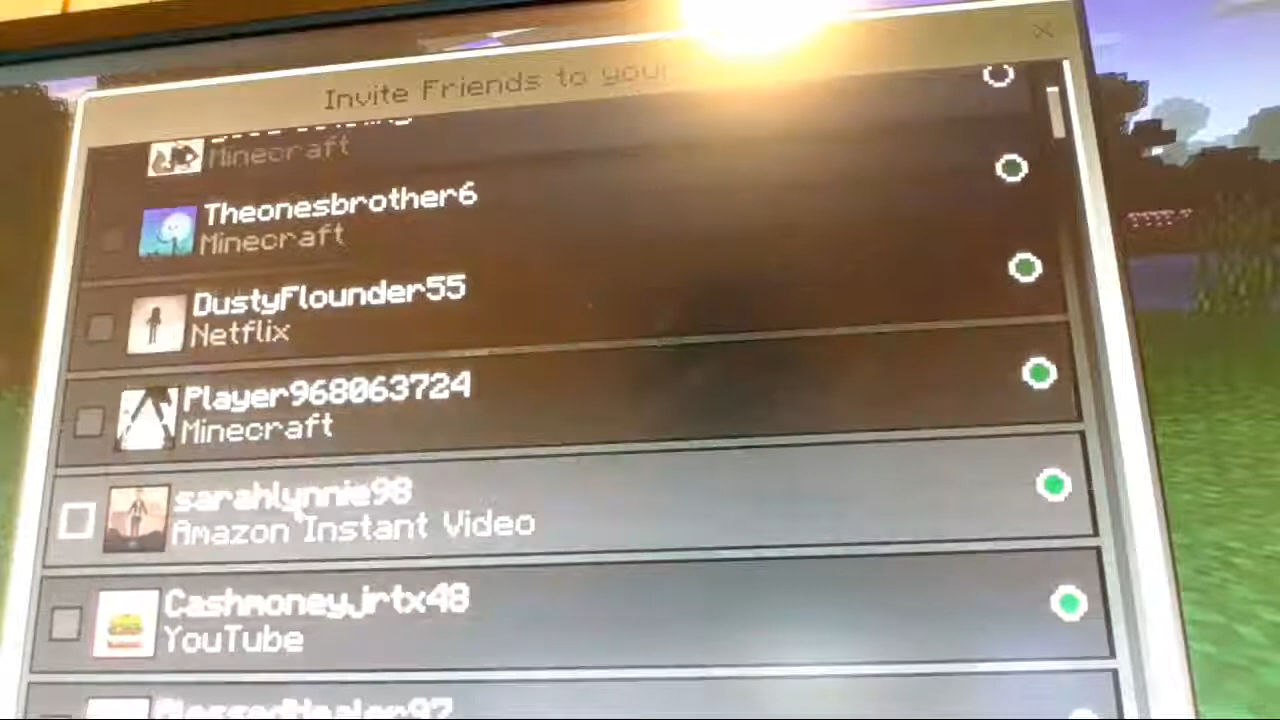 Invite Friends to your
Minecraft
Theonesbrother6
Minecraft
DustyFlounder55
Netflix
Player968063724
Minecraft
sarahlynnie98
Amazon Instant Video
Cashmoneyjrtx48
YouTube